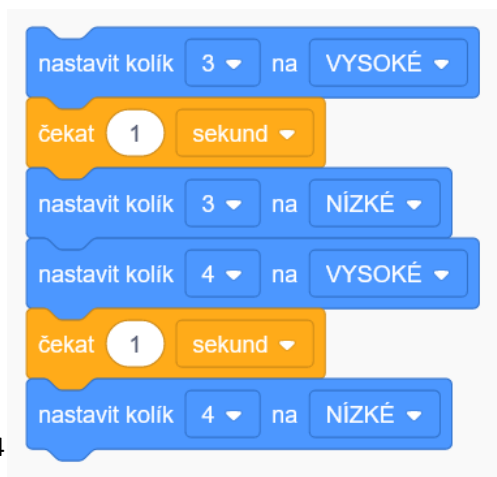 nastavit kolík 3 na VYSOKÉ
čekat 1 sekund
nastavit kolík 3 na NÍZKÉ
nastavit kolík 4 na VYSOKÉ
čekat 1 sekund
nastavit kolík 4 na NÍZKÉ